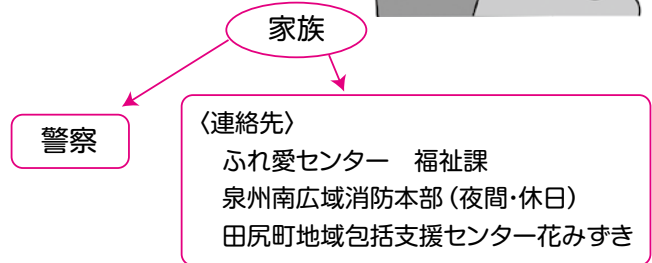 家族
警察
〈連絡先〉
ふれ愛センター　福祉課
泉州南広域消防本部（夜間・休日）
田尻町地域包括支援センター花みずき